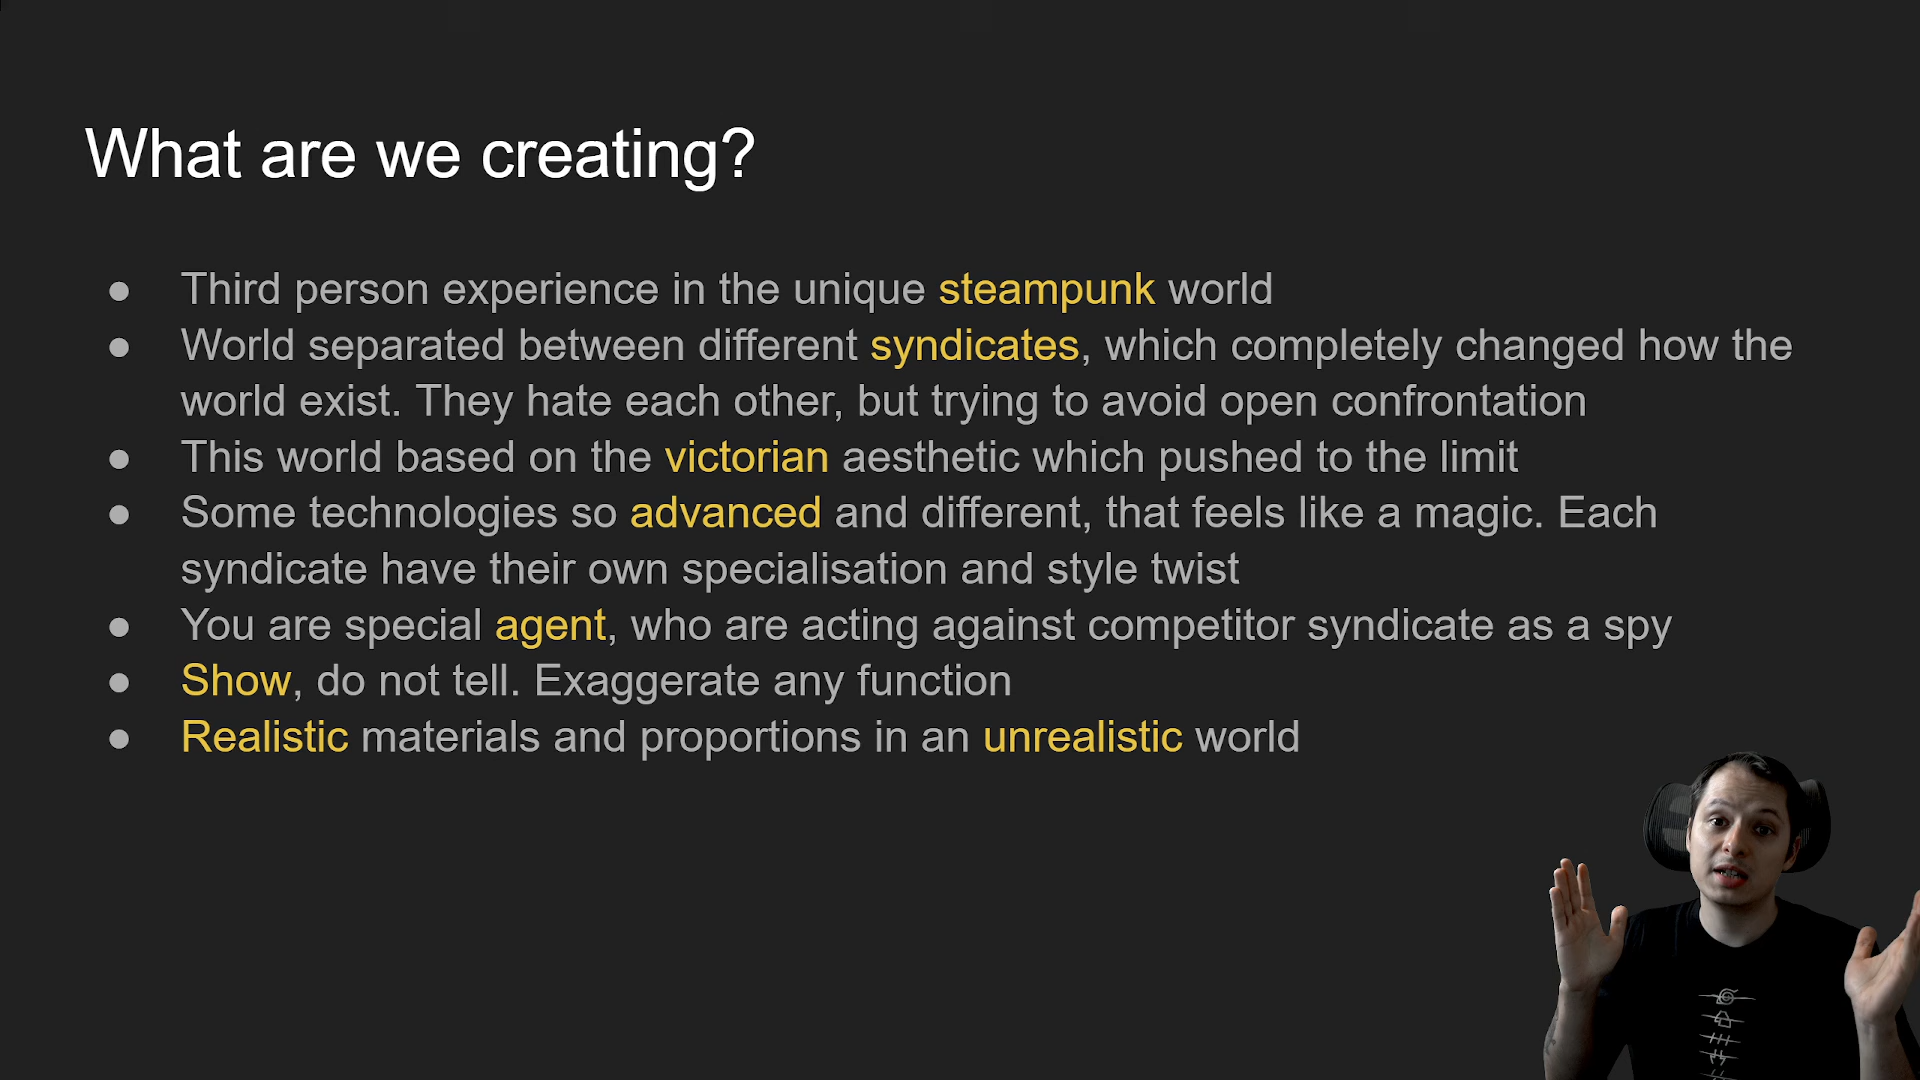 What are we creating?
● Third person experience in the unique steampunk world
● World separated between different syndicates, which completely changed how the
world exist. They hate each other, but trying to avoid open confrontation
● This world based on the victorian aesthetic which pushed to the limit
● Some technologies so advanced and different, that feels like a magic. Each
syndicate have their own specialisation and style twist
● You are special agent, who are acting against competitor syndicate as a spy
● Show, do not tell. Exaggerate any function
● Realistic materials and proportions in an unrealistic world